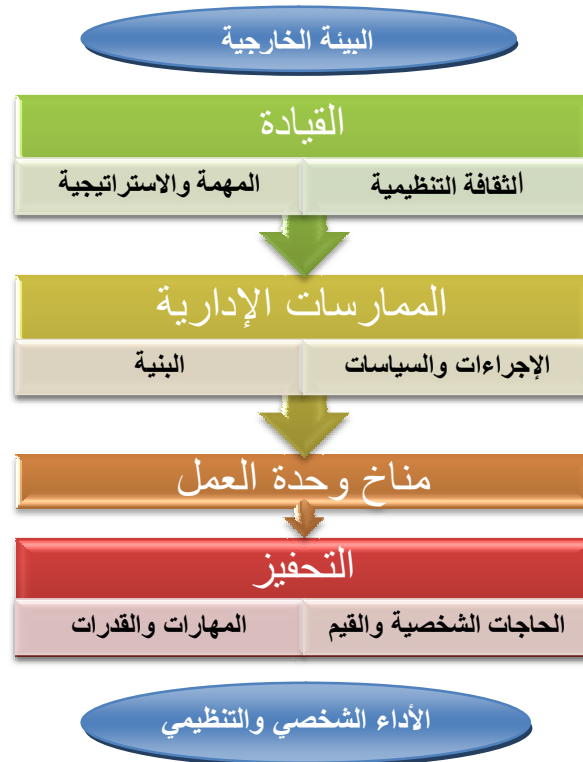 البيئة الخارجية
القيادة
ألثقافة التنظيمية
المهمة والاستراتيجية
الممارسات الإدارية
الإجراءات والسياسات
البنية
مناخ وحدة العمل
التحفيز
الحاجات الشخصية والقيم
المهارات والقدرات
الأداء الشخصي والتنظيمي